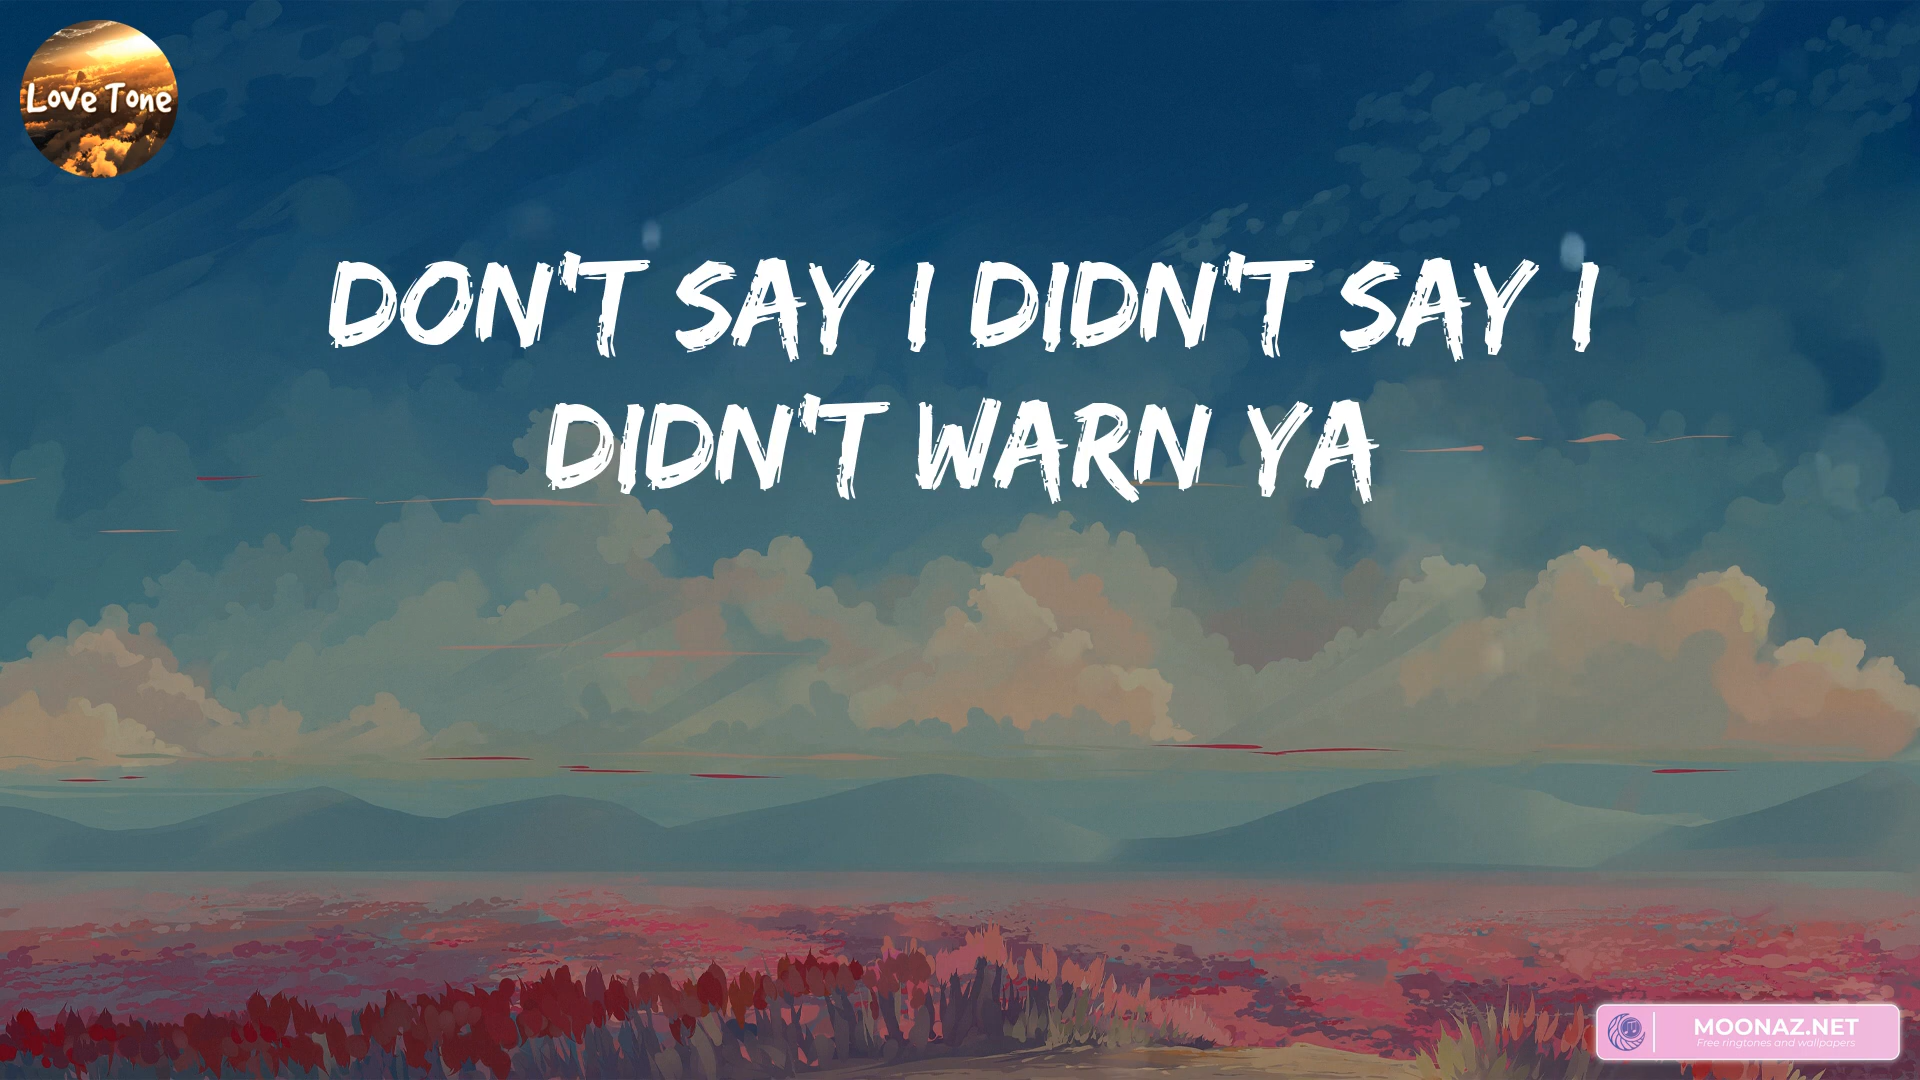 Love Tone
DON'T SAY I DIDN'T SAY I
DIDN'T WARN YA
MOONAZ.NET
Free ringtones and wallpapers